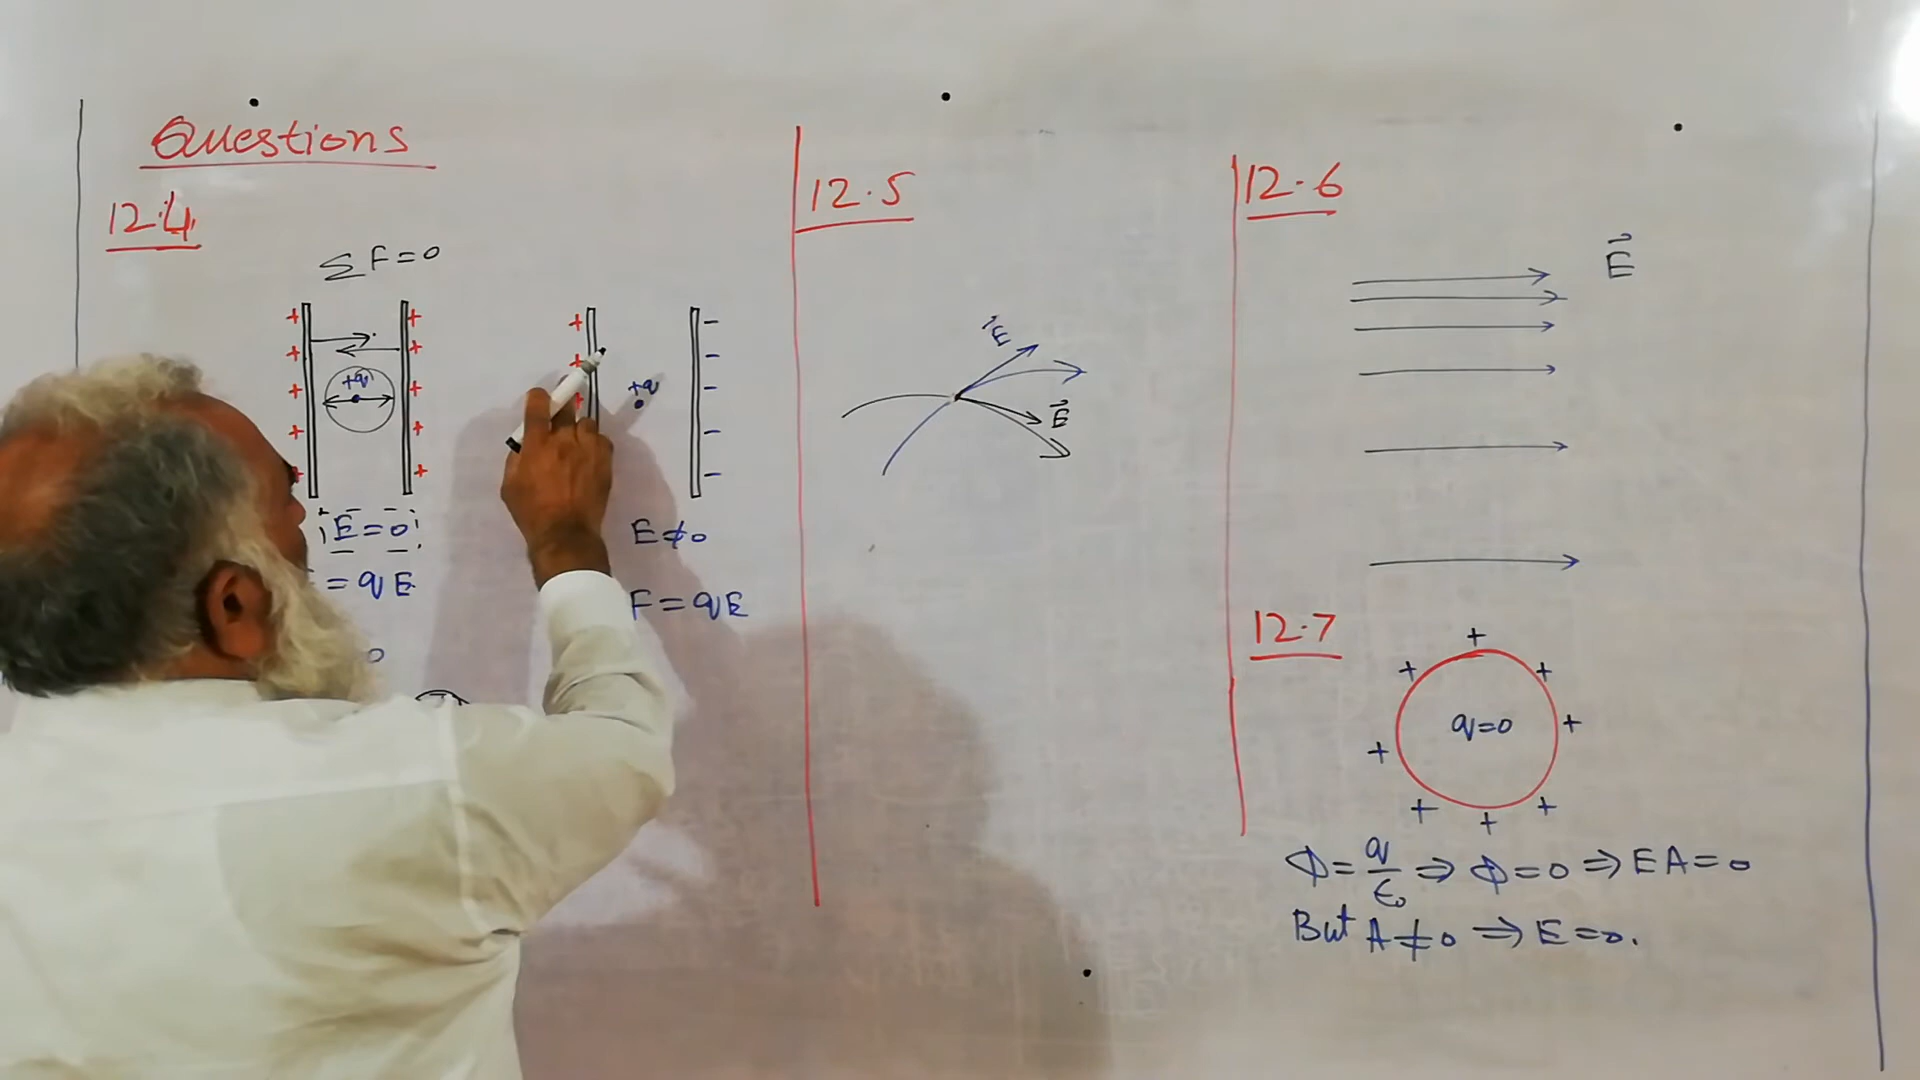 Questions
12.4
Σ F = 0
+ + + + +
+ + + + +
+q
E = 0
= qE
0
+ + +
- - - - -
+q
E ≠ 0
F = qE
12.5
E⃗
E⃗
12.6
E⃗
12.7
+ + + + + + + +
q=0
Φ = q/ε₀ ⇒ Φ = 0 ⇒ EA = 0
But A ≠ 0 ⇒ E = 0.